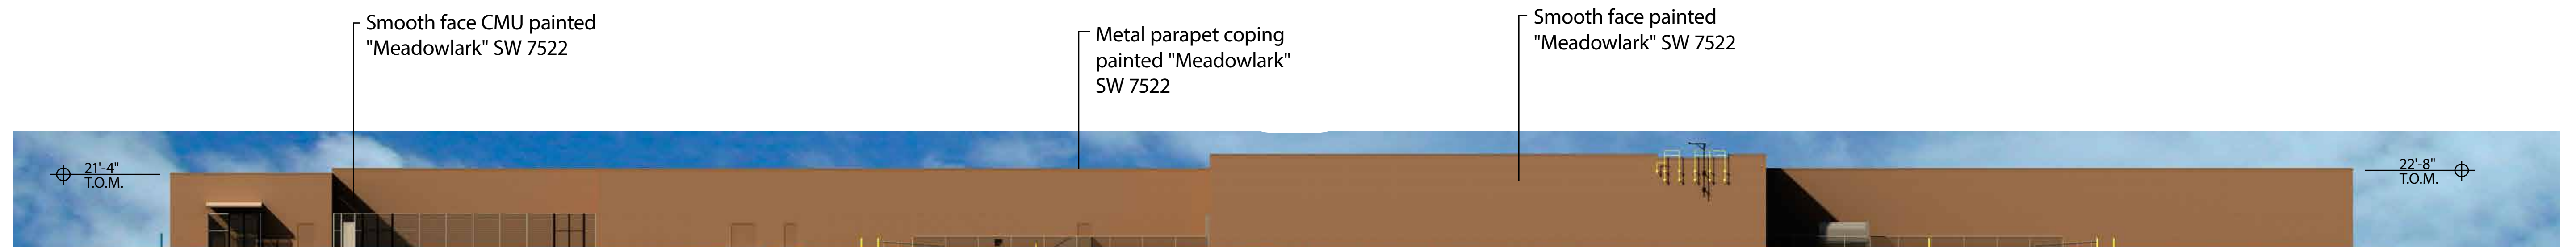 Smooth face CMU painted
"Meadowlark" SW 7522
Metal parapet coping
painted "Meadowlark"
SW 7522
Smooth face painted
"Meadowlark" SW 7522
21'-4"
T.O.M.
22'-8"
T.O.M.